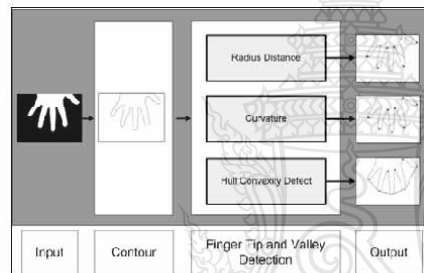 Radius Distance
Curvature
Hull Convexity Defect
Input
Contour
Finger Tip and Valley
Detection
Output